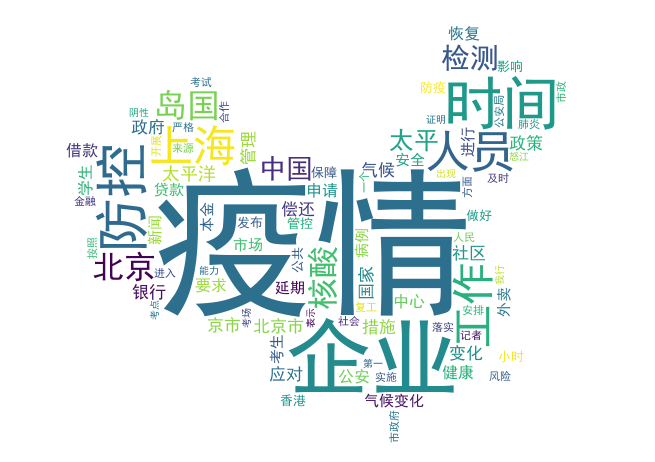 恢复
检测
影响
考试
防疫
时间
市政
岛国
合作
公安局
阴性
政府
严格
证明
肺炎
上海
太平
人员
进行
政策
借款
开展
来源
管理
中国
气候
安全
怒江
防控
太平洋
保障
一个
出现
及时
学生
贷款
申请
方面
金融
疫情
本金
偿还
做好
新闻
发布
管控
市场
病例
人民
按照
北京
公共
核酸
国家
社区
工作
进入
能力
我行
银行
要求
延期
中心
外卖
考点
复工
安排
京市
北京市
考场
表示
社会
措施
落实
记者
企业
考生
变化
小时
应对
公安
第一
实施
健康
风险
香港
气候变化
市政府